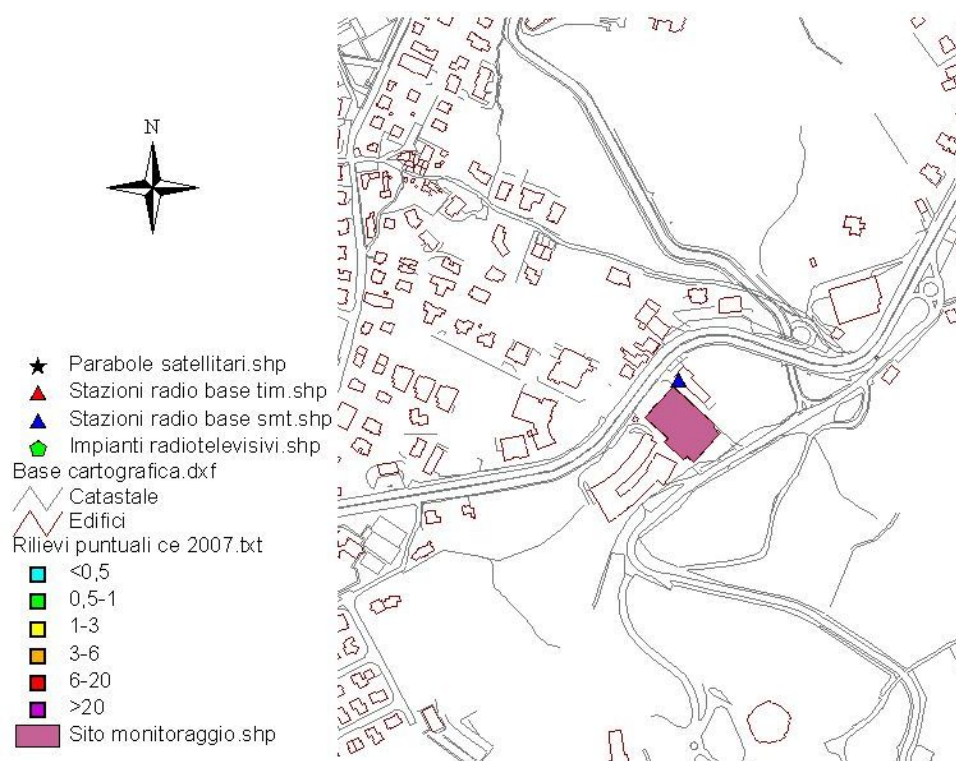 N
Parabole satellitari.shp
Stazioni radio base tim.shp
Stazioni radio base smt.shp
Impianti radiotelevisivi.shp
Base cartografica.dxf
Catastale
Edifici
Rilievi puntuali ce 2007.txt
<0,5
0,5-1
1-3
3-6
6-20
>20
Sito monitoraggio.shp